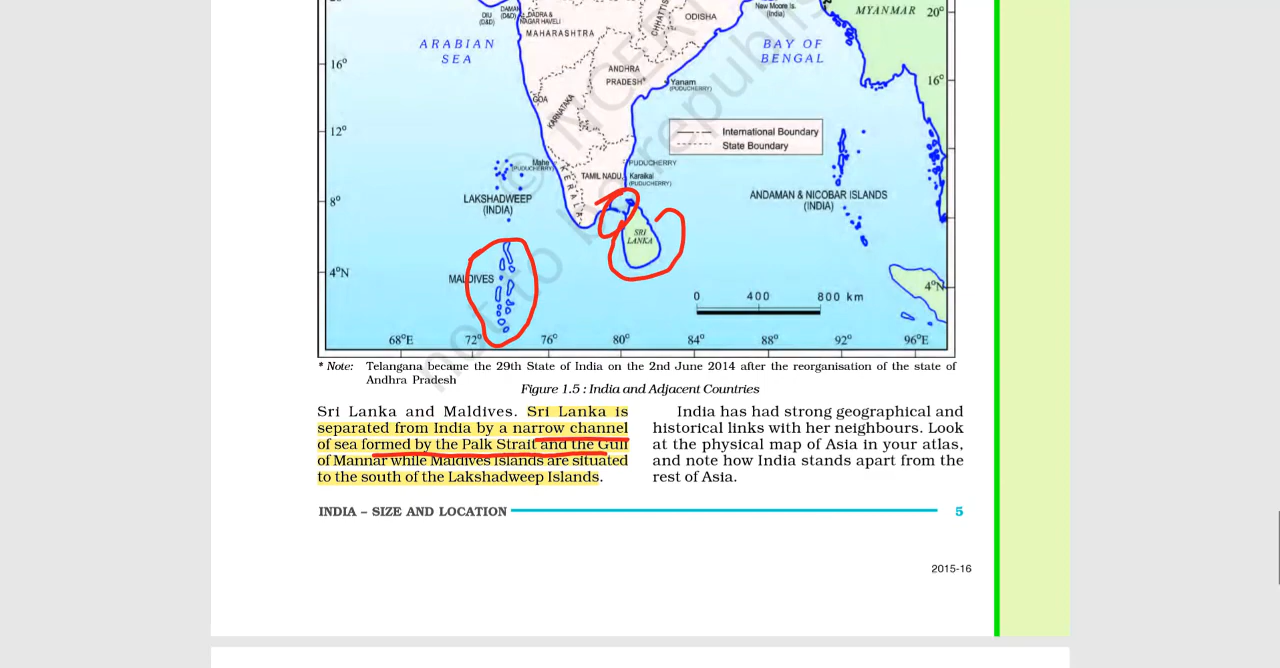 20°
DIU
(D&D)
DAMAN
(D&D)
DADRA &
NAGAR HAVELI
MAHARASHTRA
ODISHA
New Moore Is.
(India)
MYANMAR
20°
ARABIAN
SEA
BAY OF
BENGAL
16°
ANDHRA
PRADESH*
Yanam
(PUDUCHERRY)
16°
GOA
KARNATAKA
12°
International Boundary
State Boundary
Mahe
(PUDUCHERRY)
PUDUCHERRY
KERALA
TAMIL NADU
Karaikal
(PUDUCHERRY)
8°
LAKSHADWEEP
(INDIA)
ANDAMAN & NICOBAR ISLANDS
(INDIA)
SRI
LANKA
4°N
MALDIVES
4°N
0 400 800 km
68°E 72° 76° 80° 84° 88° 92° 96°E
© NCERT
not to be republished
* Note: Telangana became the 29th State of India on the 2nd June 2014 after the reorganisation of the state of
Andhra Pradesh
Figure 1.5 : India and Adjacent Countries
Sri Lanka and Maldives. Sri Lanka is
separated from India by a narrow channel
of sea formed by the Palk Strait and the Gulf
of Mannar while Maldives Islands are situated
to the south of the Lakshadweep Islands.
India has had strong geographical and
historical links with her neighbours. Look
at the physical map of Asia in your atlas,
and note how India stands apart from the
rest of Asia.
INDIA – SIZE AND LOCATION 5
2015-16